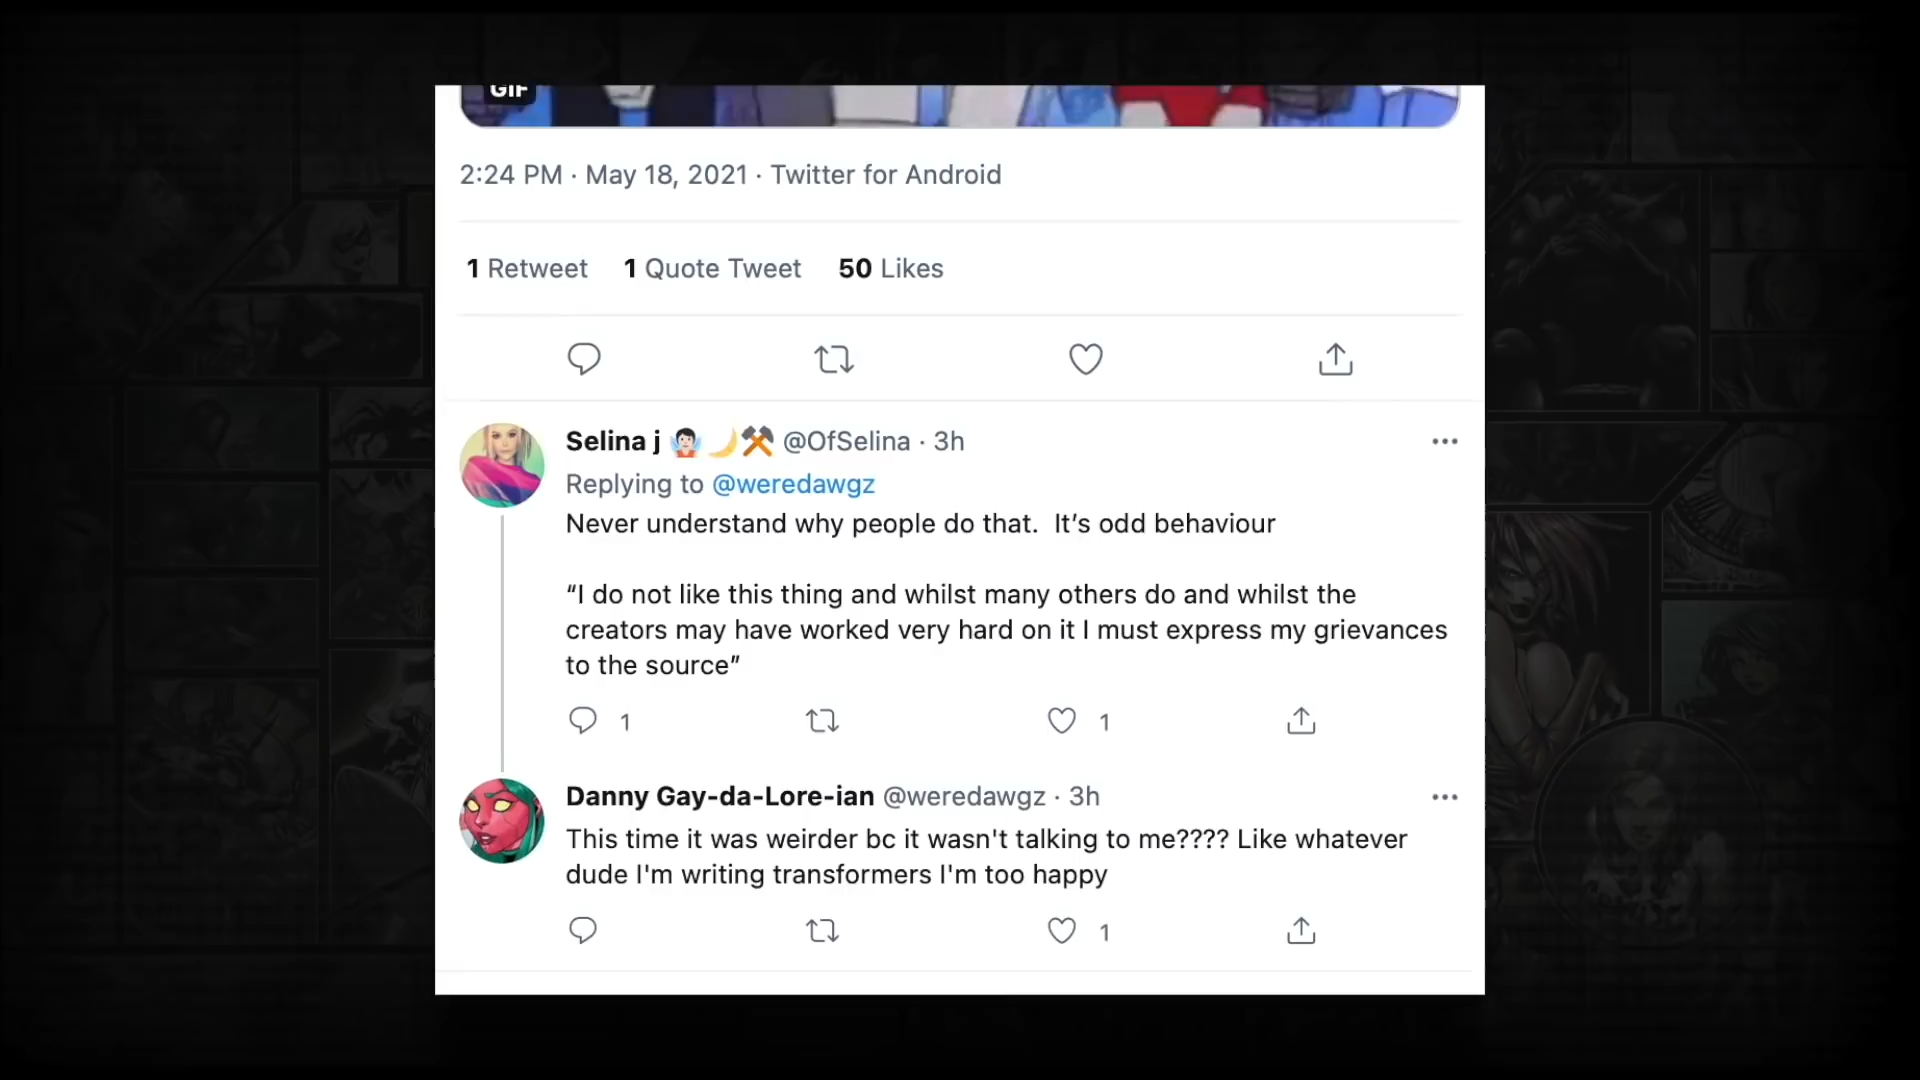 GIF
2:24 PM · May 18, 2021 · Twitter for Android
1 Retweet 1 Quote Tweet 50 Likes
Selina j @OfSelina · 3h
Replying to @weredawgz
Never understand why people do that.  It's odd behaviour
“I do not like this thing and whilst many others do and whilst the
creators may have worked very hard on it I must express my grievances
to the source”
1 1
Danny Gay-da-Lore-ian @weredawgz · 3h
This time it was weirder bc it wasn't talking to me???? Like whatever
dude I'm writing transformers I'm too happy
1